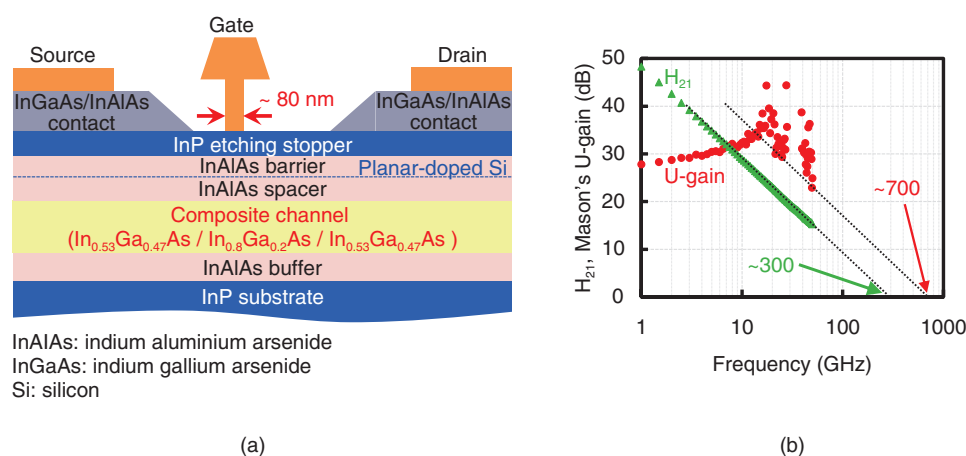 Gate
Source
Drain
~ 80 nm
InGaAs/InAlAs
contact
InGaAs/InAlAs
contact
InP etching stopper
InAlAs barrier
Planar-doped Si
InAlAs spacer
Composite channel
(In0.53Ga0.47As / In0.8Ga0.2As / In0.53Ga0.47As )
InAlAs buffer
InP substrate
InAlAs: indium aluminium arsenide
InGaAs: indium gallium arsenide
Si: silicon
(a)
H21, Mason's U-gain (dB)
50
40
30
20
10
0
H21
U-gain
~700
~300
1
10
100
1000
Frequency (GHz)
(b)